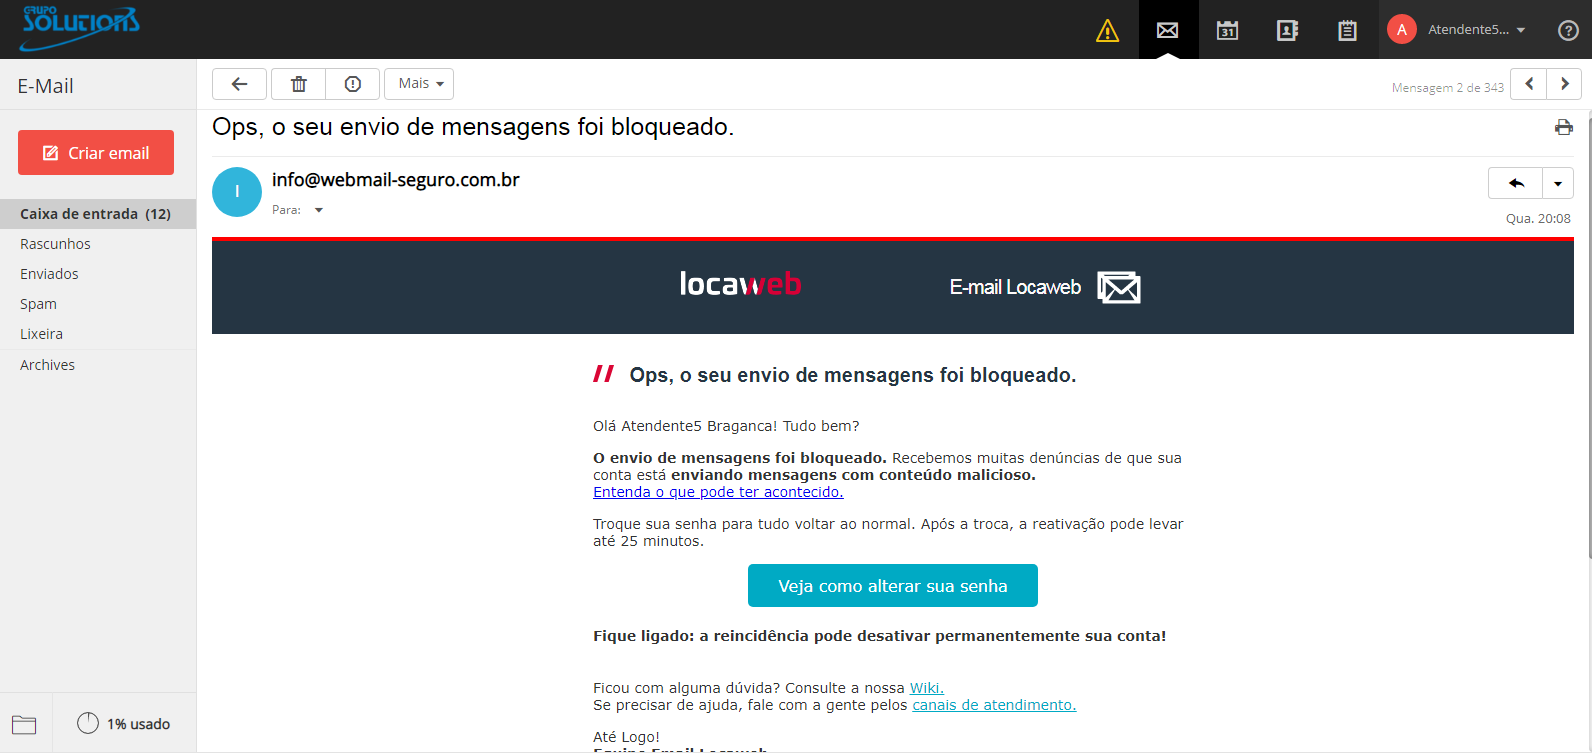 GRUPO
SOLUTIONS
31
A
Atendente5...
?
E-Mail
Mais
Mensagem 2 de 343
Ops, o seu envio de mensagens foi bloqueado.
Criar email
I
info@webmail-seguro.com.br
Para:
Qua. 20:08
Caixa de entrada (12)
Rascunhos
Enviados
Spam
Lixeira
Archives
locaweb
E-mail Locaweb
Ops, o seu envio de mensagens foi bloqueado.
Olá Atendente5 Braganca! Tudo bem?
O envio de mensagens foi bloqueado. Recebemos muitas denúncias de que sua
conta está enviando mensagens com conteúdo malicioso.
Entenda o que pode ter acontecido.
Troque sua senha para tudo voltar ao normal. Após a troca, a reativação pode levar
até 25 minutos.
Veja como alterar sua senha
Fique ligado: a reincidência pode desativar permanentemente sua conta!
Ficou com alguma dúvida? Consulte a nossa Wiki.
Se precisar de ajuda, fale com a gente pelos canais de atendimento.
Até Logo!
Equipe Email Locaweb
1% usado